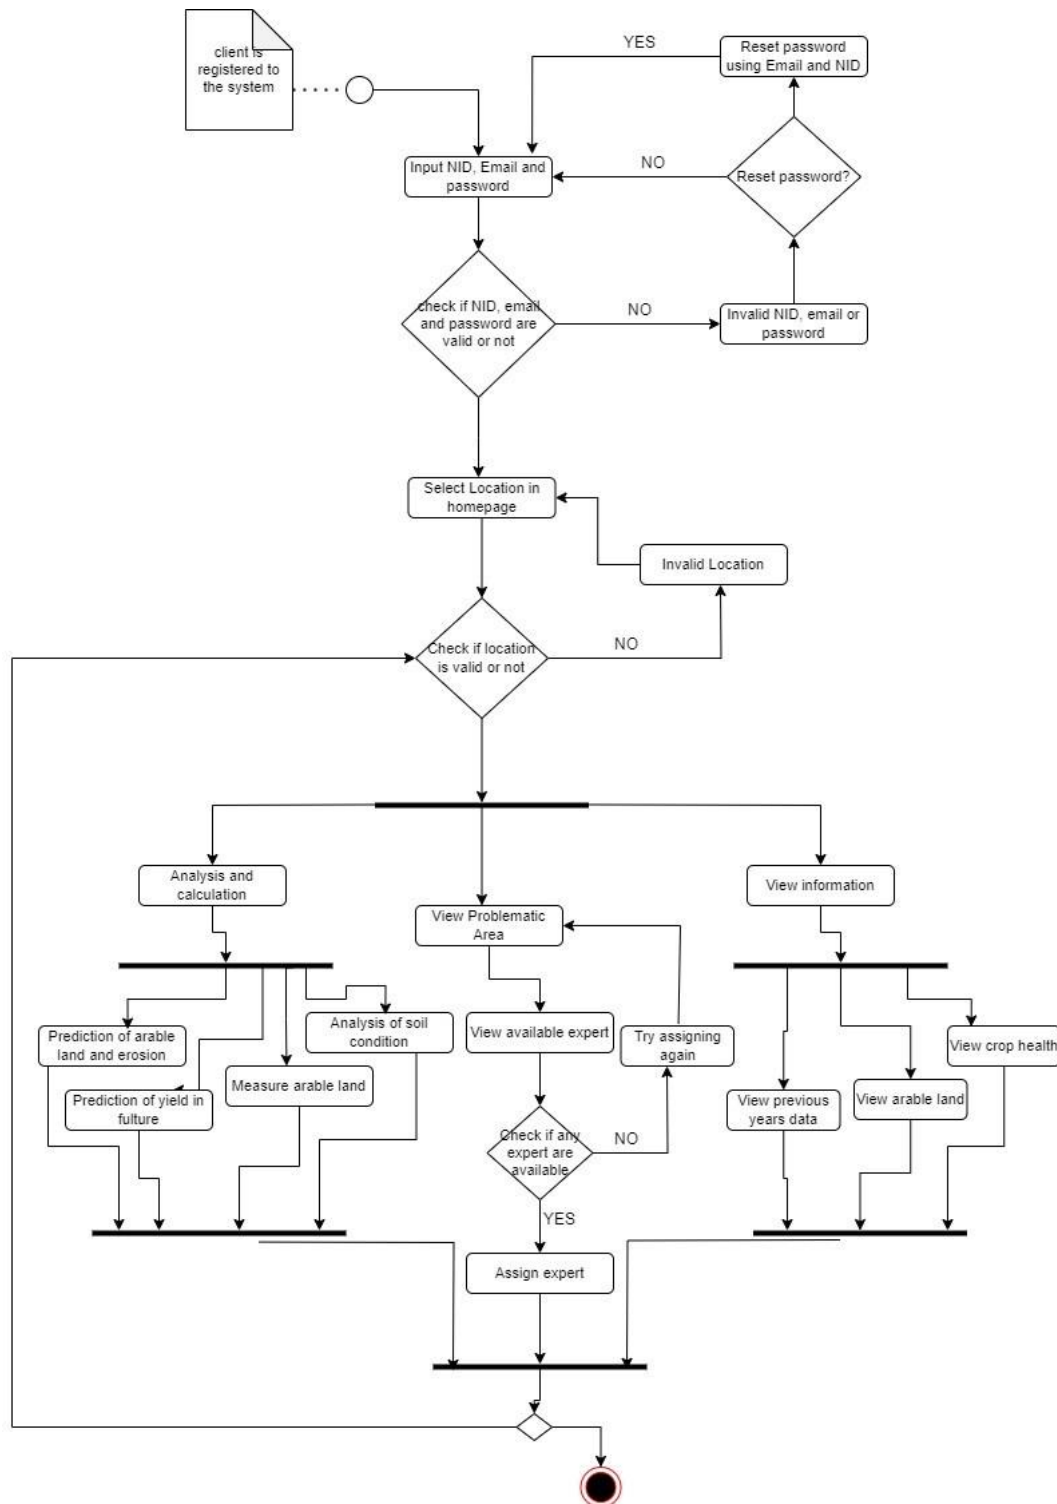 client is
registered to
the system
YES
Reset password
using Email and NID
Input NID, Email and
password
NO
Reset password?
check if NID, email
and password are
valid or not
NO
Invalid NID, email or
password
Select Location in
homepage
Invalid Location
Check if location
is valid or not
NO
Analysis and
calculation
View Problematic
Area
View information
Prediction of arable
land and erosion
Analysis of soil
condition
View available expert
Try assigning
again
View crop health
Prediction of yield in
fulture
Measure arable land
View previous
years data
View arable land
Check if any
expert are
available
NO
YES
Assign expert